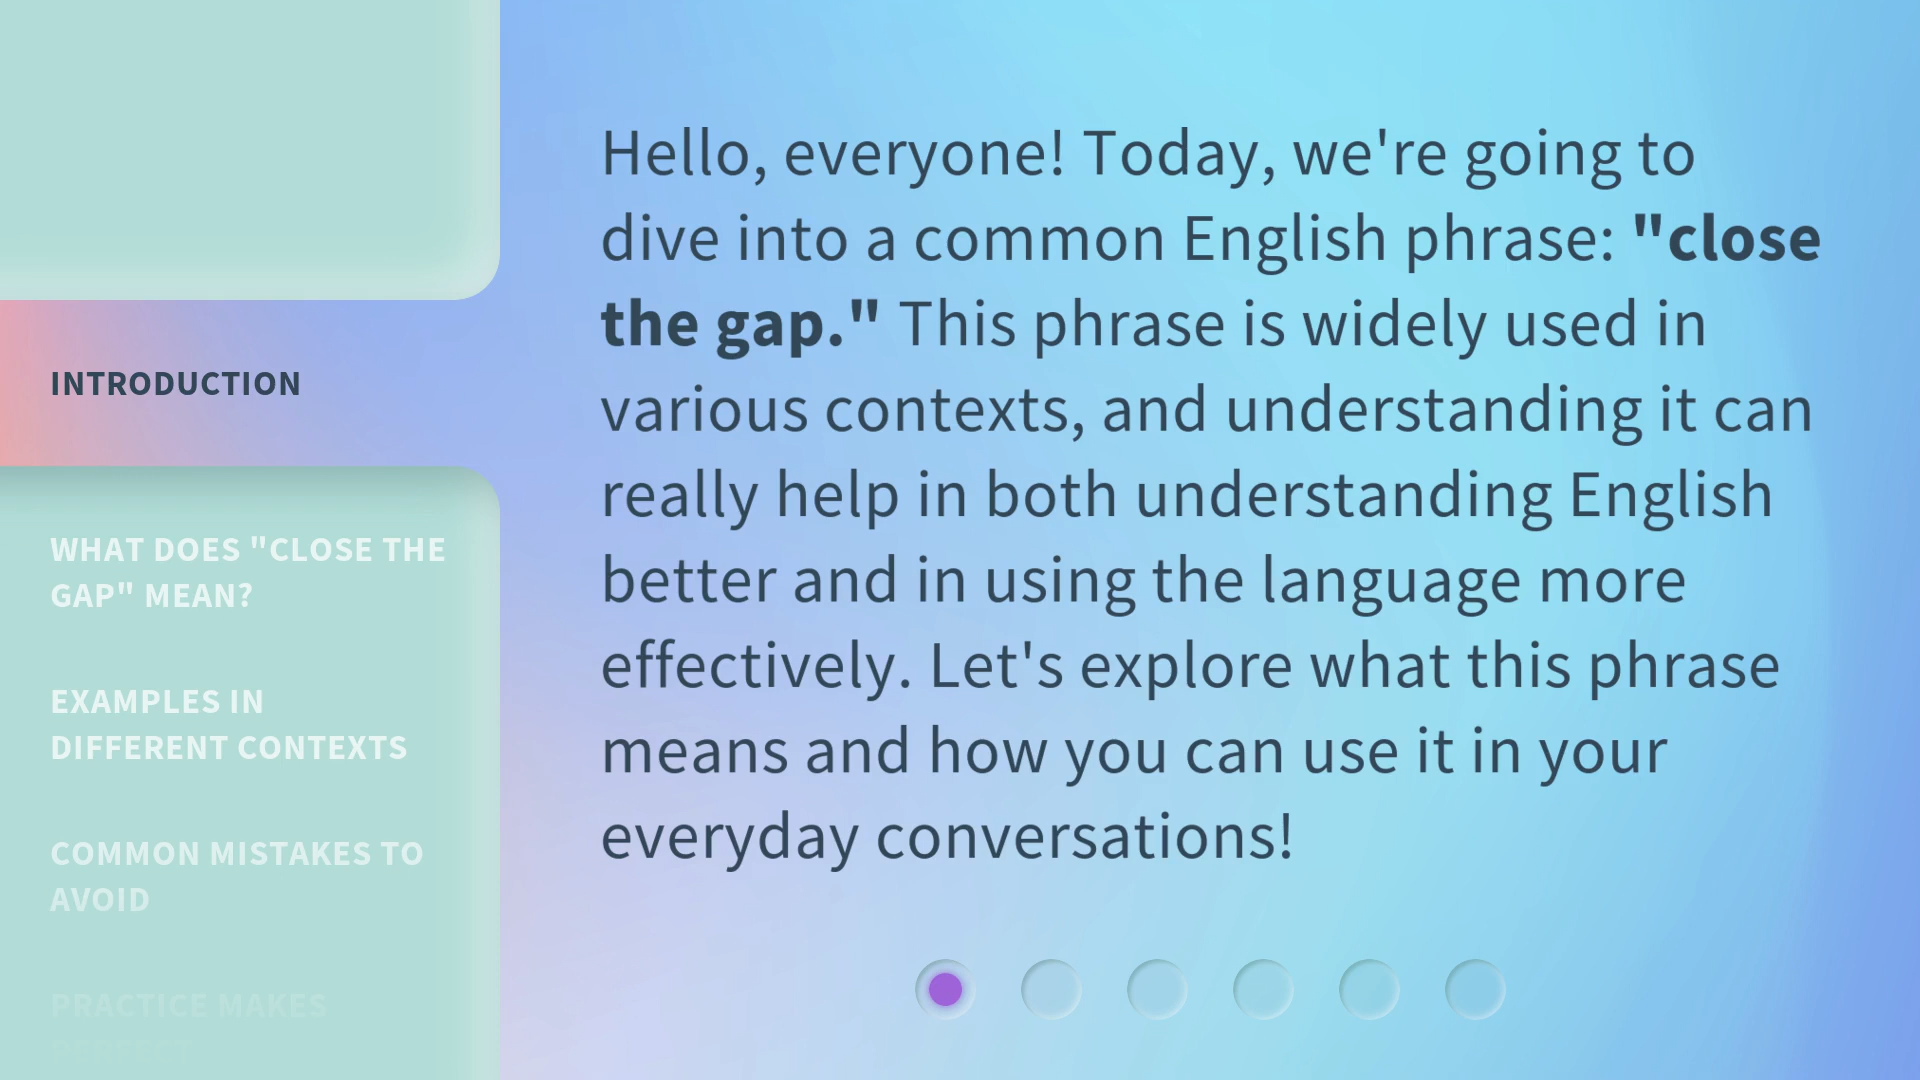 INTRODUCTION
WHAT DOES "CLOSE THE
GAP" MEAN?
EXAMPLES IN
DIFFERENT CONTEXTS
COMMON MISTAKES TO
AVOID
PRACTICE MAKES
PERFECT
Hello, everyone! Today, we're going to
dive into a common English phrase: "close
the gap." This phrase is widely used in
various contexts, and understanding it can
really help in both understanding English
better and in using the language more
effectively. Let's explore what this phrase
means and how you can use it in your
everyday conversations!